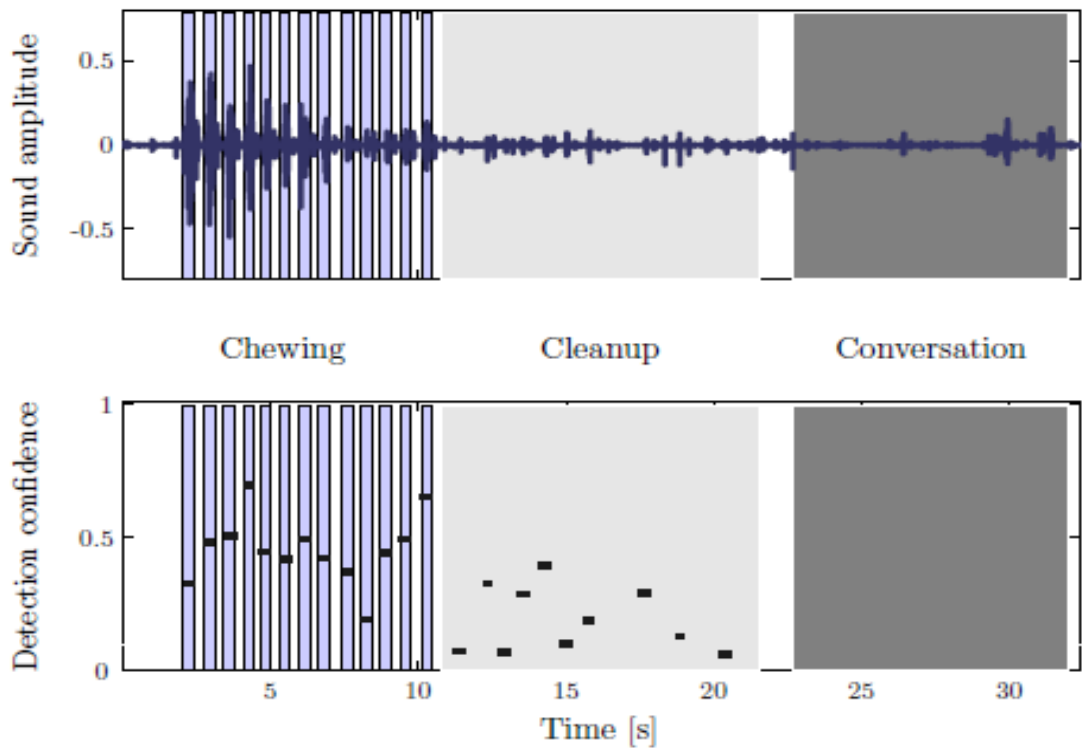 Sound amplitude
0.5
0
-0.5
Chewing
Cleanup
Conversation
Detection confidence
1
0.5
0
5
10
15
20
25
30
Time [s]